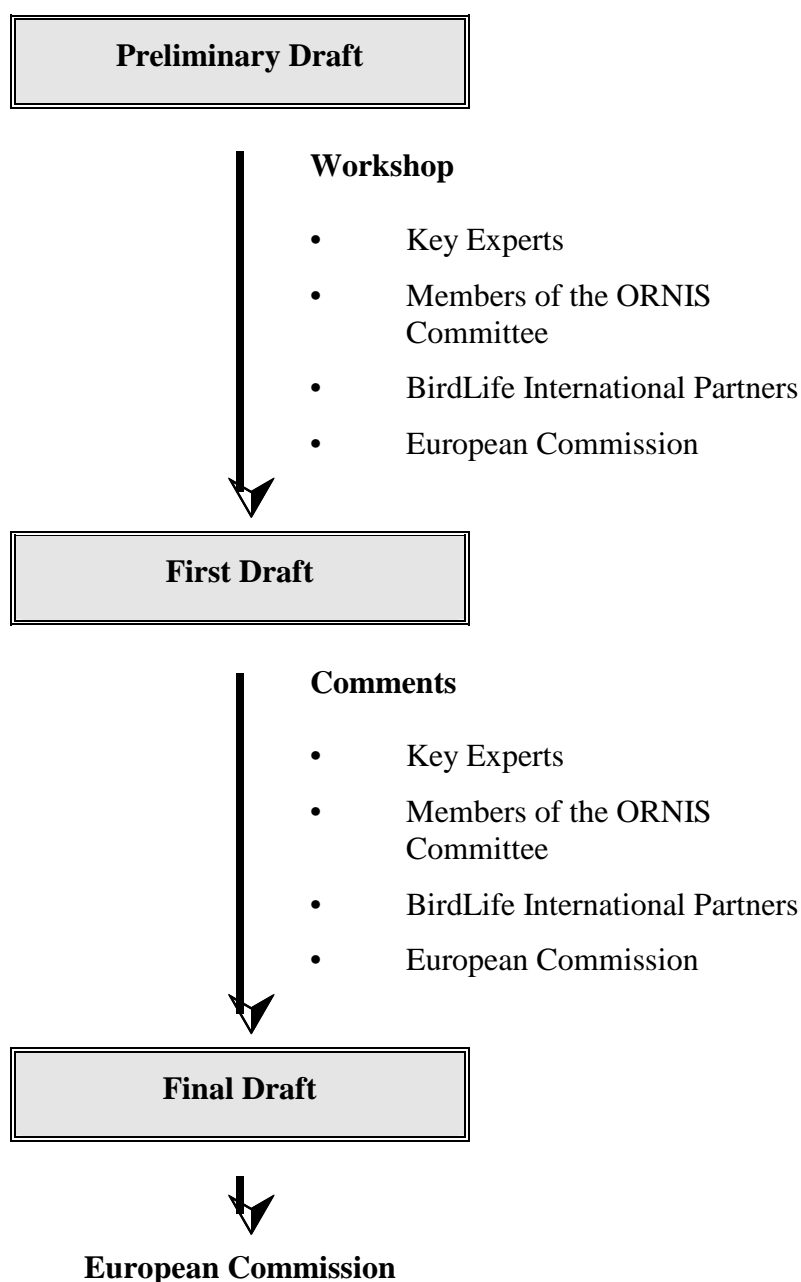 Preliminary Draft
Workshop
• Key Experts
• Members of the ORNIS
Committee
• BirdLife International Partners
• European Commission
First Draft
Comments
• Key Experts
• Members of the ORNIS
Committee
• BirdLife International Partners
• European Commission
Final Draft
European Commission